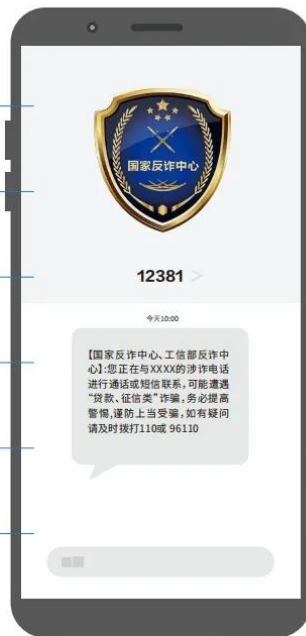 国家反诈中心
12381 >
今天10:00
【国家反诈中心、工信部反诈中
心】:您正在与XXXX的涉诈电话
进行通话或短信联系,可能遭遇
“贷款、征信类”诈骗,务必提高
警惕,谨防上当受骗,如有疑问
请及时拨打110或 96110